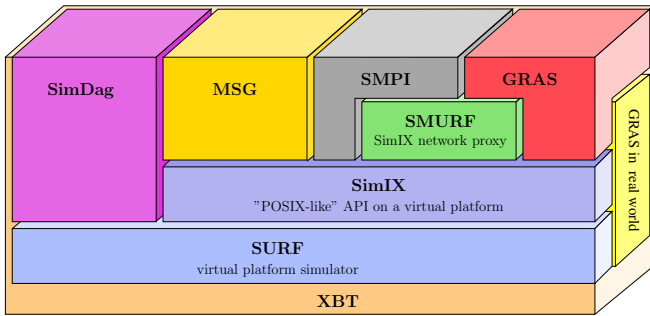 SimDag
MSG
SMPI
GRAS
SMURF
SimIX network proxy
GRAS in real world
SimIX
”POSIX-like” API on a virtual platform
SURF
virtual platform simulator
XBT